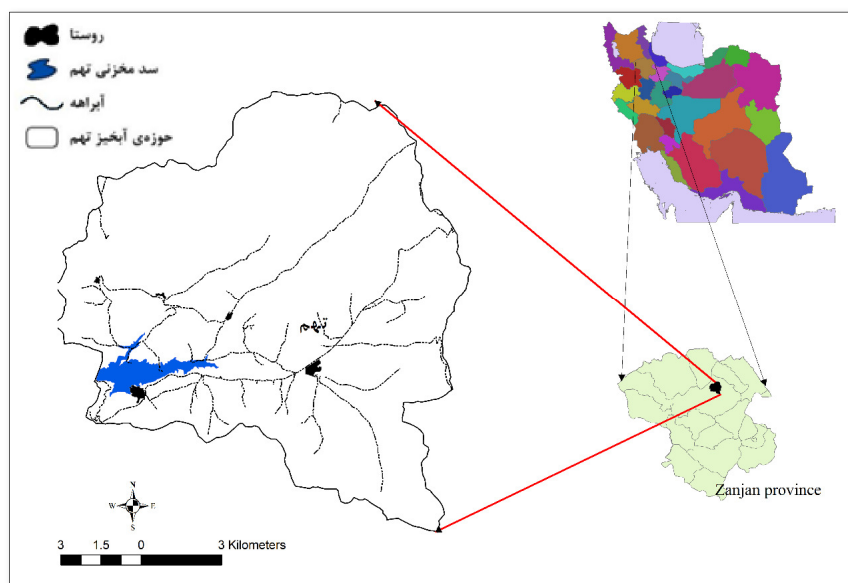 روستا
سد مخزنی تهم
آبراهه
حوزه‌ی آبخیز تهم
تهم
Zanjan province
N
W E
S
3 1.5 0 3 Kilometers